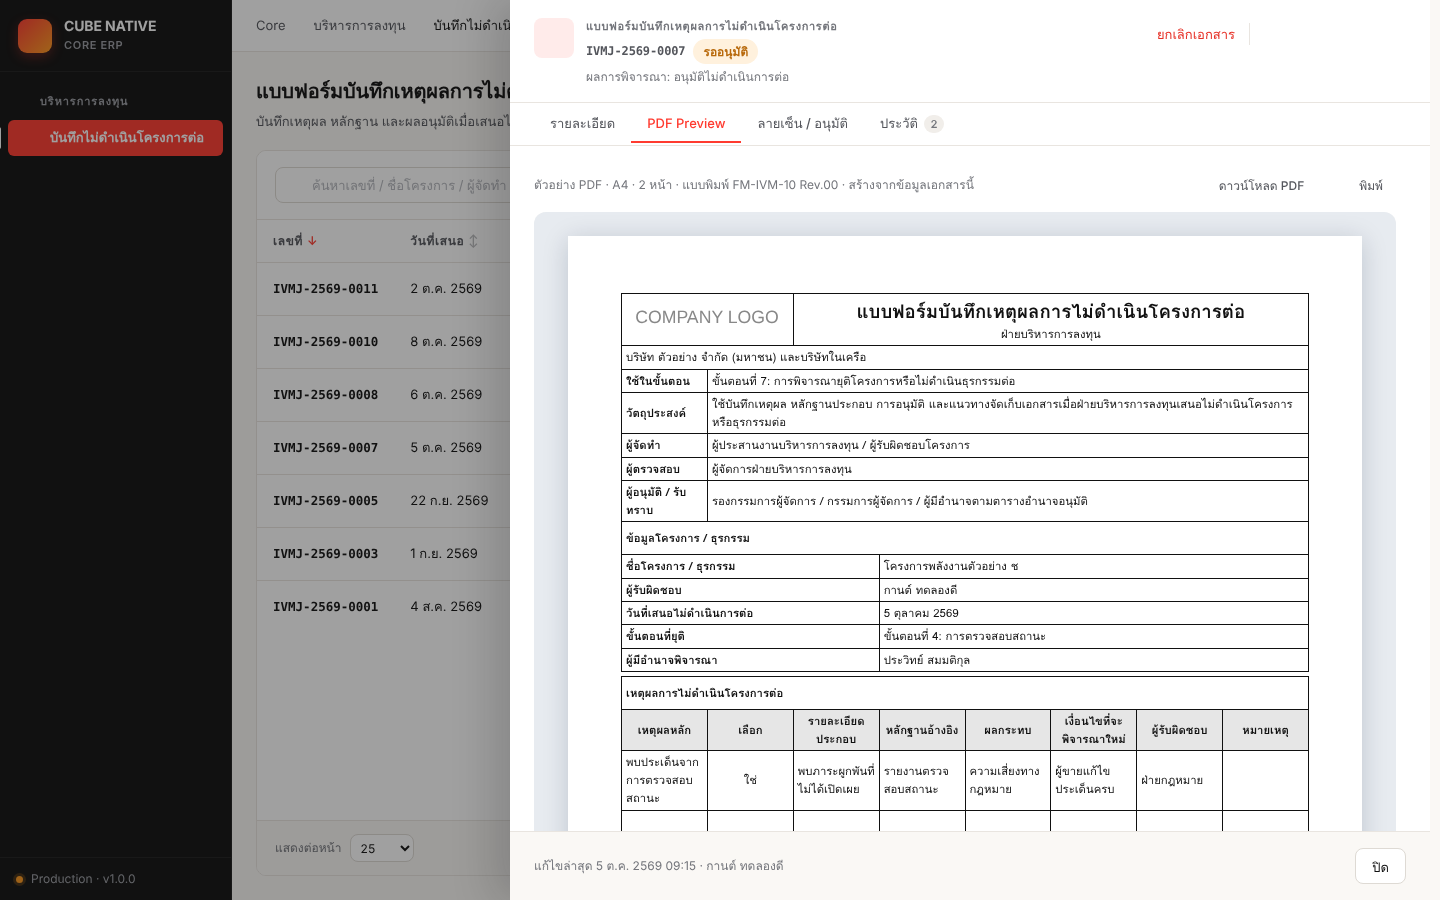 CUBE NATIVE
CORE ERP
บริหารการลงทุน
บันทึกไม่ดำเนินโครงการต่อ
Production · v1.0.0
Core
บริหารการลงทุน
บันทึกไม่ดำเนิ
แบบฟอร์มบันทึกเหตุผลการไม่
บันทึกเหตุผล หลักฐาน และผลอนุมัติเมื่อเสนอไ
ค้นหาเลขที่ / ชื่อโครงการ / ผู้จัดทำ
เลขที่ ↓ วันที่เสนอ
IVMJ-2569-0011 2 ต.ค. 2569
IVMJ-2569-0010 8 ต.ค. 2569
IVMJ-2569-0008 6 ต.ค. 2569
IVMJ-2569-0007 5 ต.ค. 2569
IVMJ-2569-0005 22 ก.ย. 2569
IVMJ-2569-0003 1 ก.ย. 2569
IVMJ-2569-0001 4 ส.ค. 2569
แสดงต่อหน้า 25
แบบฟอร์มบันทึกเหตุผลการไม่ดำเนินโครงการต่อ
IVMJ-2569-0007 รออนุมัติ
ผลการพิจารณา: อนุมัติไม่ดำเนินการต่อ
ยกเลิกเอกสาร
รายละเอียด PDF Preview ลายเซ็น / อนุมัติ ประวัติ 2
ตัวอย่าง PDF · A4 · 2 หน้า · แบบพิมพ์ FM-IVM-10 Rev.00 · สร้างจากข้อมูลเอกสารนี้
ดาวน์โหลด PDF พิมพ์
COMPANY LOGO
แบบฟอร์มบันทึกเหตุผลการไม่ดำเนินโครงการต่อ
ฝ่ายบริหารการลงทุน
บริษัท ตัวอย่าง จำกัด (มหาชน) และบริษัทในเครือ
ใช้ในขั้นตอน ขั้นตอนที่ 7: การพิจารณายุติโครงการหรือไม่ดำเนินธุรกรรมต่อ
วัตถุประสงค์ ใช้บันทึกเหตุผล หลักฐานประกอบ การอนุมัติ และแนวทางจัดเก็บเอกสารเมื่อฝ่ายบริหารการลงทุนเสนอไม่ดำเนินโครงการ
หรือธุรกรรมต่อ
ผู้จัดทำ ผู้ประสานงานบริหารการลงทุน / ผู้รับผิดชอบโครงการ
ผู้ตรวจสอบ ผู้จัดการฝ่ายบริหารการลงทุน
ผู้อนุมัติ / รับ
ทราบ
รองกรรมการผู้จัดการ / กรรมการผู้จัดการ / ผู้มีอำนาจตามตารางอำนาจอนุมัติ
ข้อมูลโครงการ / ธุรกรรม
ชื่อโครงการ / ธุรกรรม โครงการพลังงานตัวอย่าง ช
ผู้รับผิดชอบ กานต์ ทดลองดี
วันที่เสนอไม่ดำเนินการต่อ 5 ตุลาคม 2569
ขั้นตอนที่ยุติ ขั้นตอนที่ 4: การตรวจสอบสถานะ
ผู้มีอำนาจพิจารณา ประวิทย์ สมมติกุล
เหตุผลการไม่ดำเนินโครงการต่อ
เหตุผลหลัก เลือก รายละเอียด
ประกอบ หลักฐานอ้างอิง ผลกระทบ เงื่อนไขที่จะ
พิจารณาใหม่ ผู้รับผิดชอบ หมายเหตุ
พบประเด็นจาก
การตรวจสอบ
สถานะ
ใช่
พบภาระผูกพันที่
ไม่ได้เปิดเผย
รายงานตรวจ
สอบสถานะ
ความเสี่ยงทาง
กฎหมาย
ผู้ขายแก้ไข
ประเด็นครบ
ฝ่ายกฎหมาย
แก้ไขล่าสุด 5 ต.ค. 2569 09:15 · กานต์ ทดลองดี
ปิด